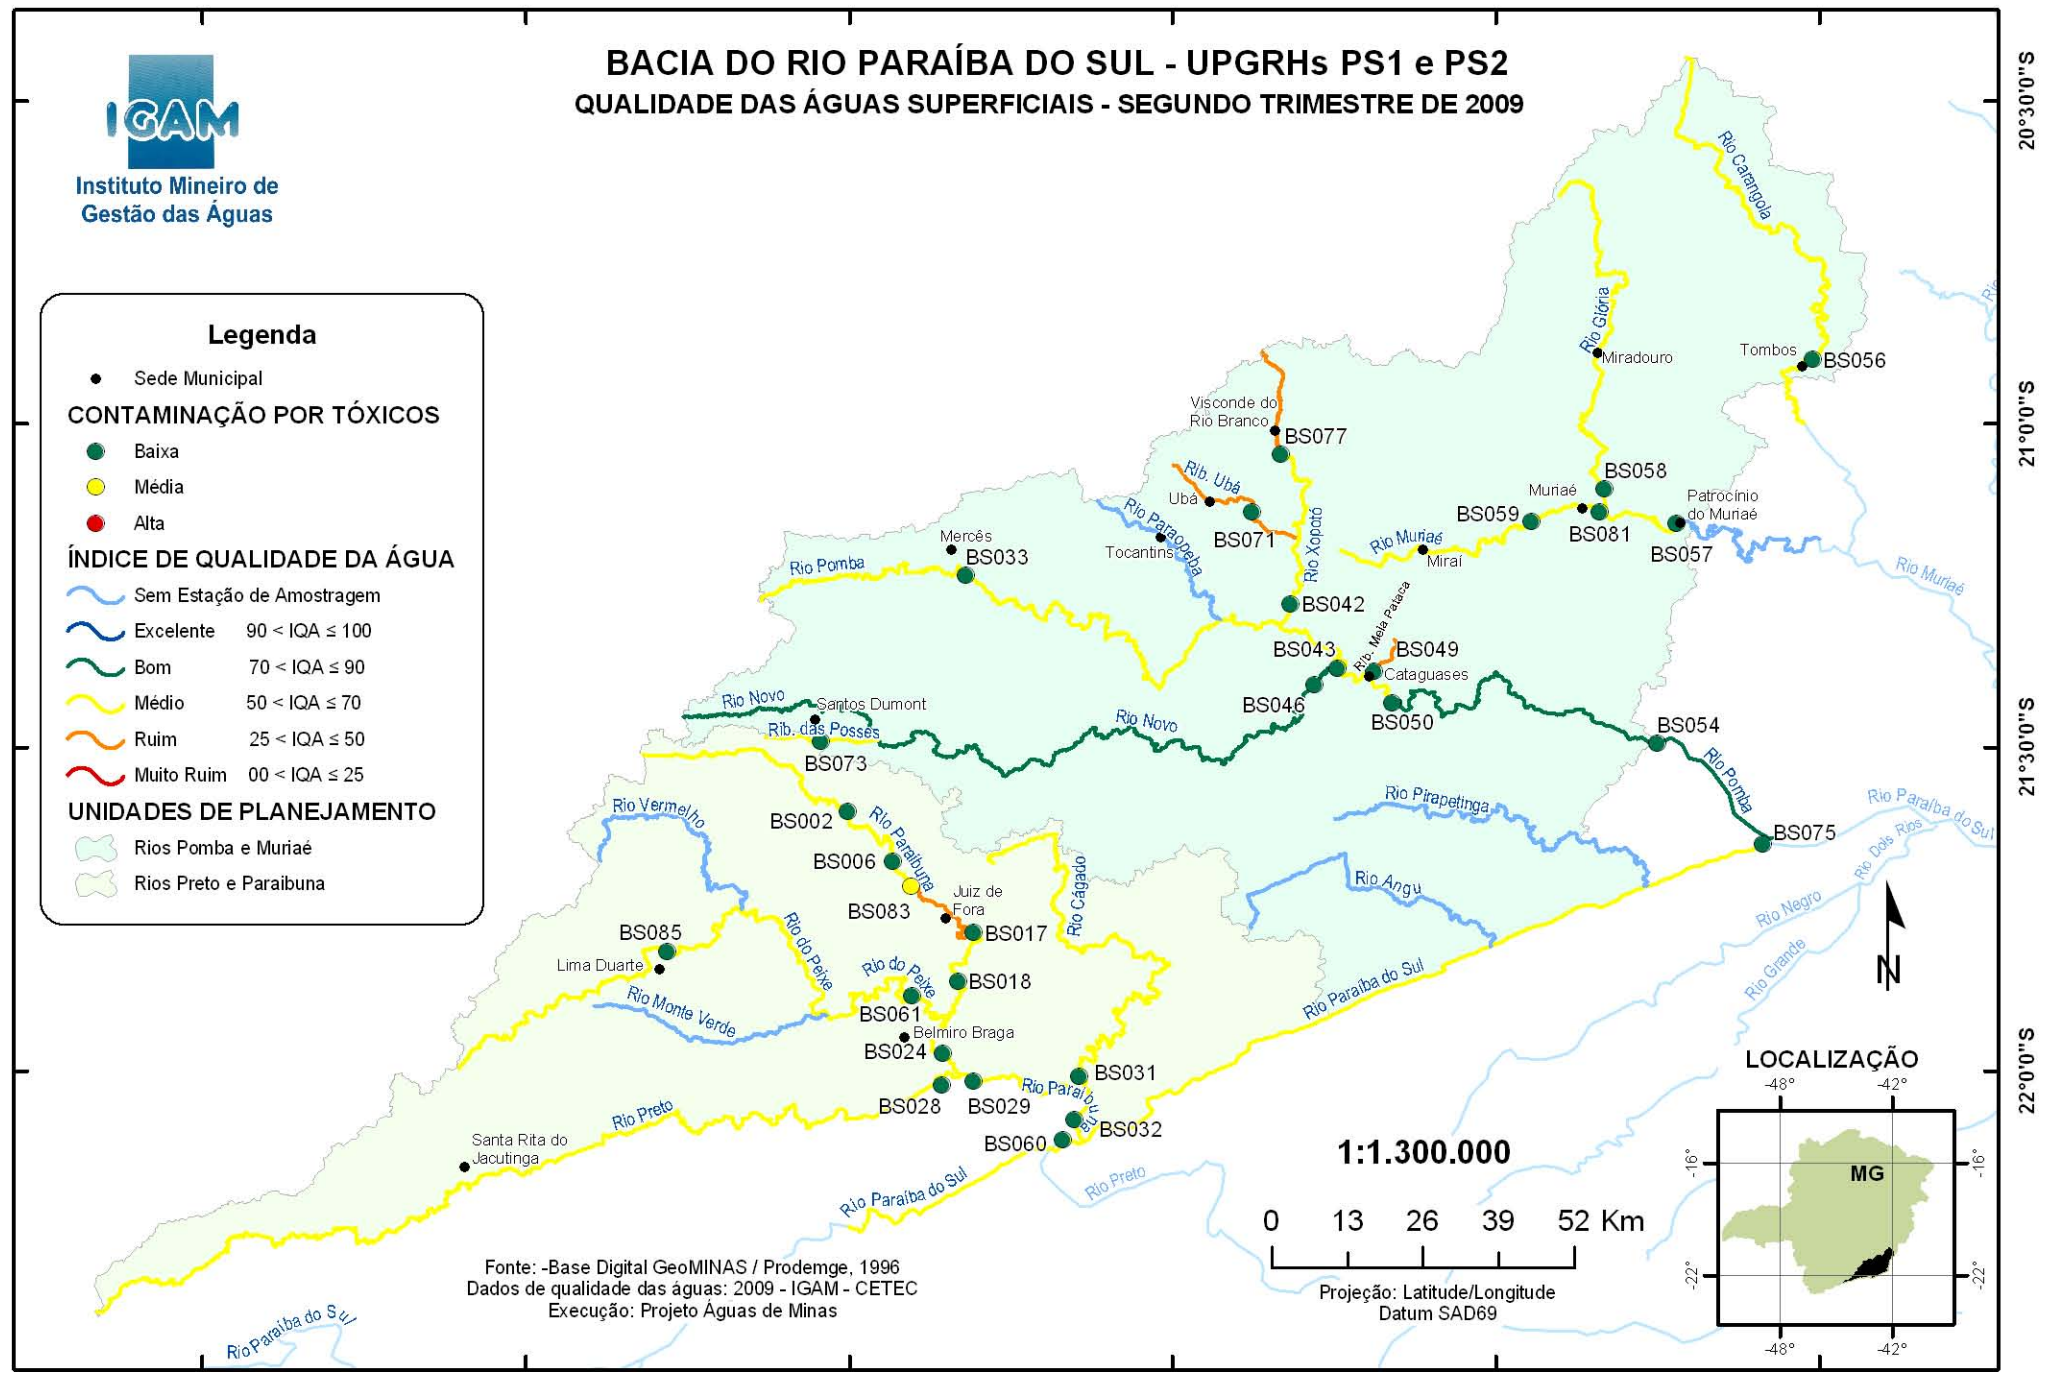 BACIA DO RIO PARAÍBA DO SUL - UPGRHs PS1 e PS2
QUALIDADE DAS ÁGUAS SUPERFICIAIS - SEGUNDO TRIMESTRE DE 2009
IGAM
Instituto Mineiro de
Gestão das Águas
Legenda
Sede Municipal
CONTAMINAÇÃO POR TÓXICOS
Baixa
Média
Alta
ÍNDICE DE QUALIDADE DA ÁGUA
Sem Estação de Amostragem
Excelente 90 < IQA ≤ 100
Bom 70 < IQA ≤ 90
Médio 50 < IQA ≤ 70
Ruim 25 < IQA ≤ 50
Muito Ruim 00 < IQA ≤ 25
UNIDADES DE PLANEJAMENTO
Rios Pomba e Muriaé
Rios Preto e Paraibuna
20°30'0"S
21°0'0"S
21°30'0"S
22°0'0"S
Rio Carangola
Rio Glória
Miradouro
Tombos
BS056
Visconde do
Rio Branco
BS077
Rib. Ubá
Ubá
BS071
Rio Xopotó
BS058
Muriaé
BS059
BS081
Patrocínio
do Muriaé
BS057
Rio Muriaé
Miraí
Rio Muriaé
Rio Paraopeba
Tocantins
Mercês
BS033
Rio Pomba
BS042
Rib. Meia Pataca
BS043
BS049
Cataguases
BS046
BS050
Rio Novo
Santos Dumont
Rib. das Posses
BS073
Rio Novo
BS054
Rio Pomba
BS075
Rio Pirapetinga
Rio Angu
Rio Paraíba do Sul
Rio Dois Rios
Rio Negro
Rio Grande
Rio Vermelho
BS002
Rio Paraibuna
BS006
BS083
Juiz de
Fora
BS017
Rio Cágado
BS085
Lima Duarte
Rio do Peixe
Rio do Peixe
BS018
BS061
Rio Monte Verde
Belmiro Braga
BS024
BS028
BS029
Rio Paraibuna
BS031
BS032
BS060
Rio Preto
Santa Rita do
Jacutinga
Rio Paraíba do Sul
Rio Paraíba do Sul
Rio Preto
Rio Paraíba do Sul
N
1:1.300.000
0 13 26 39 52 Km
Projeção: Latitude/Longitude
Datum SAD69
LOCALIZAÇÃO
-48° -42°
-16° -16°
MG
-22° -22°
-48° -42°
Fonte: -Base Digital GeoMINAS / Prodemge, 1996
Dados de qualidade das águas: 2009 - IGAM - CETEC
Execução: Projeto Águas de Minas